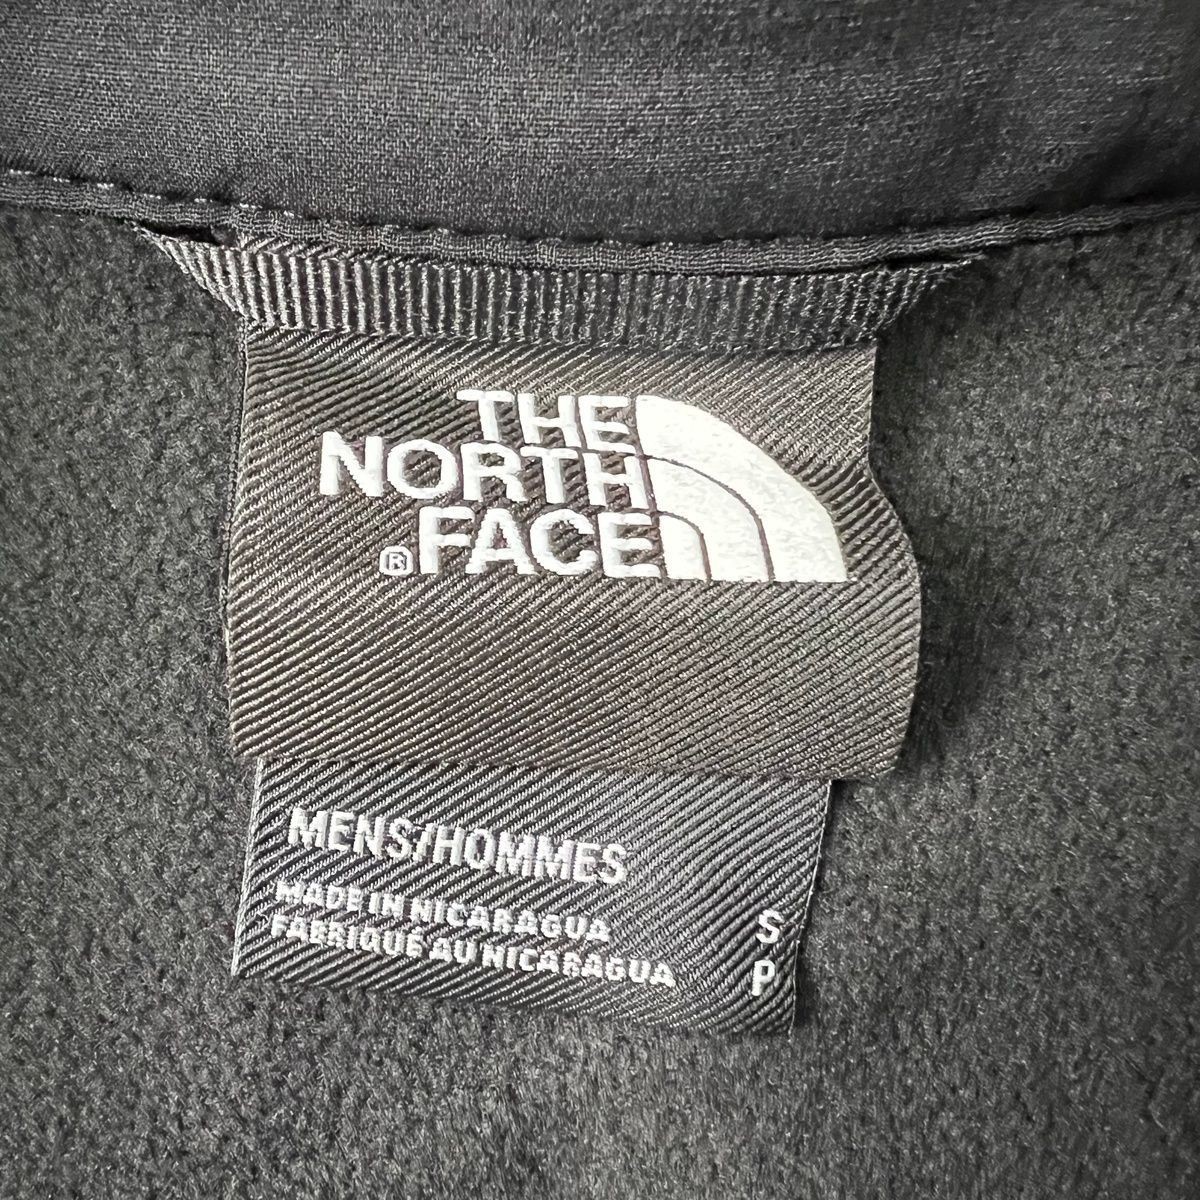 THE
NORTH
® FACE
MENS/HOMMES
MADE IN NICARAGUA
FABRIQUÉ AU NICARAGUA
S
P